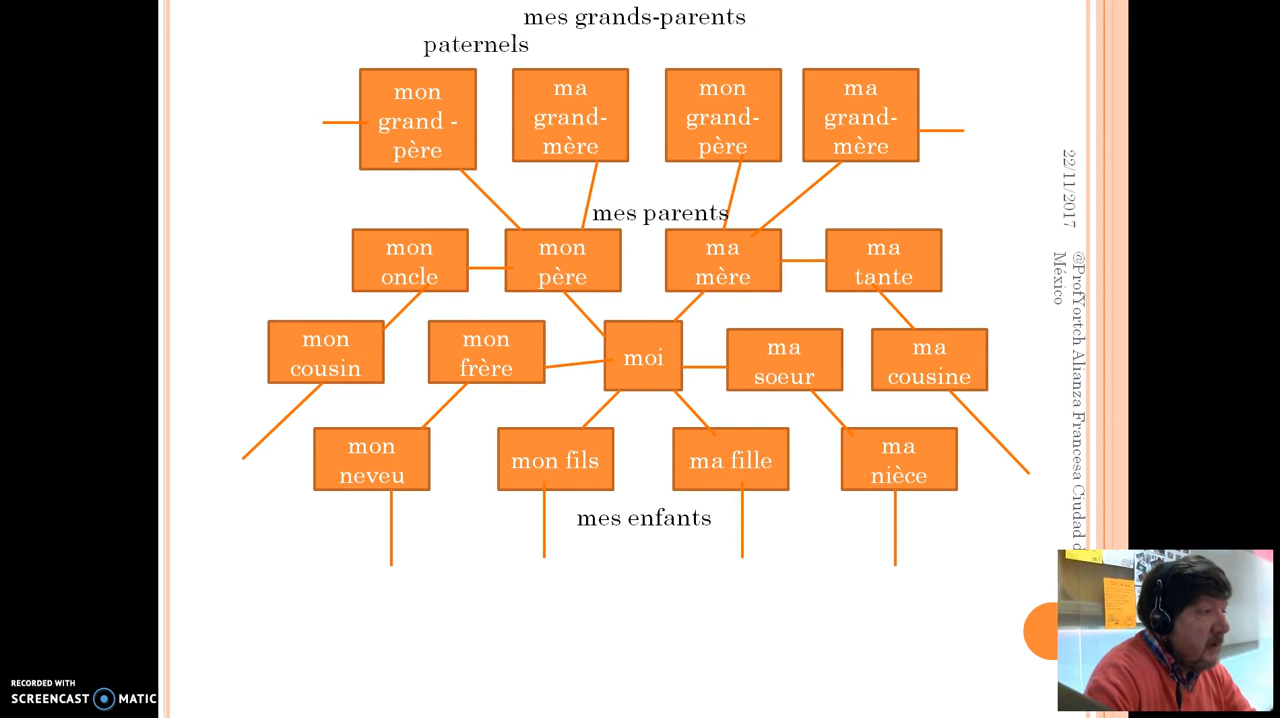 mes grands-parents
paternels
mon
grand -
père
ma
grand-
mère
mon
grand-
père
ma
grand-
mère
mes parents
mon
oncle
mon
père
ma
mère
ma
tante
mon
cousin
mon
frère
moi
ma
soeur
ma
cousine
mon
neveu
mon fils
ma fille
ma
nièce
mes enfants
22/11/2017
@ProfYortch Alianza Francesa Ciudad d
México
RECORDED WITH
SCREENCAST MATIC